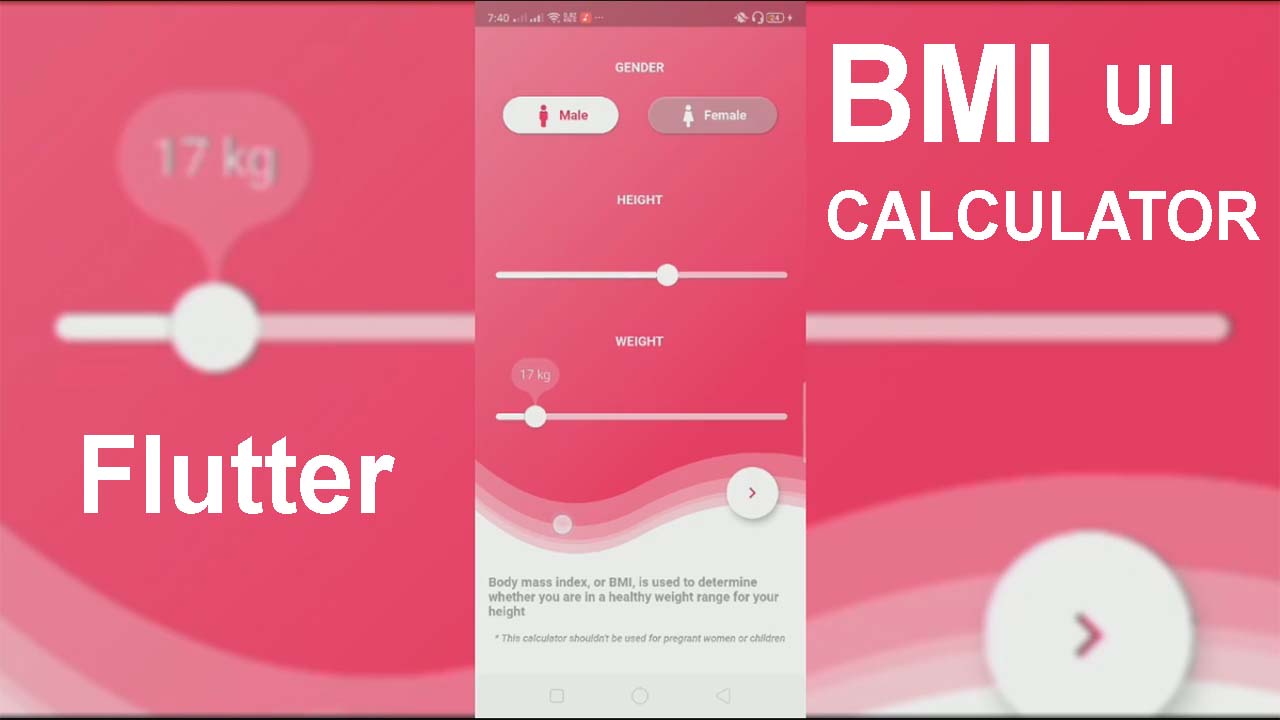 7:40
GENDER
Male
Female
HEIGHT
WEIGHT
17 kg
Body mass index, or BMI, is used to determine
whether you are in a healthy weight range for your
height
* This calculator shouldn't be used for pregrant women or children
17 kg
Flutter
BMI UI
CALCULATOR